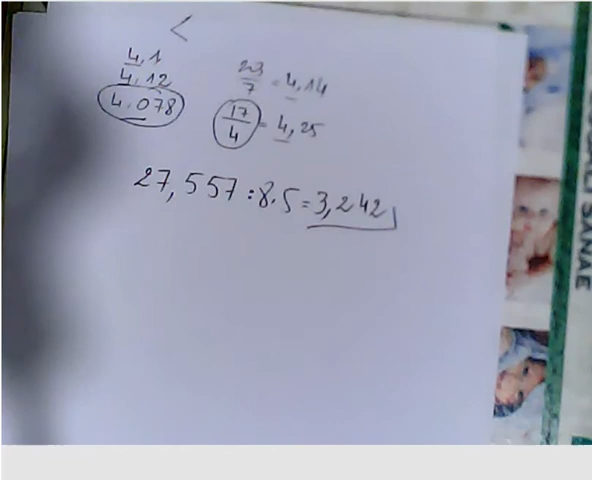 <
4,1
4.12
4.078
23/7 = 4,14
17/4 = 4,25
27,557 : 8.5 = 3,242
SANAE